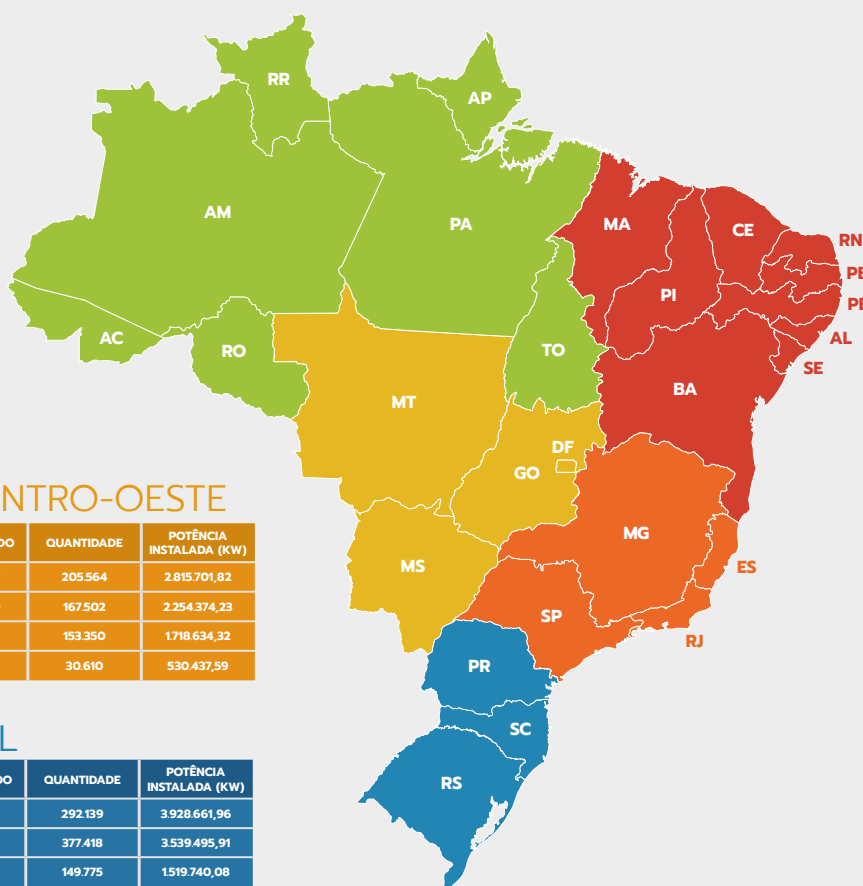 RR
AP
AM
PA
MA
CE
RN
PI
AC
RO
TO
AL
SE
BA
MT
DF
GO
MG
ES
MS
SP
RJ
PR
SC
RS
NTRO-OESTE
DO QUANTIDADE POTÊNCIA
INSTALADA (KW)
205.564 2.815.701,82
167.502 2.254.374,23
153.350 1.718.634,32
30.610 530.437,59
L
DO QUANTIDADE POTÊNCIA
INSTALADA (KW)
292.139 3.928.661,96
377.418 3.539.495,91
149.775 1.519.740,08